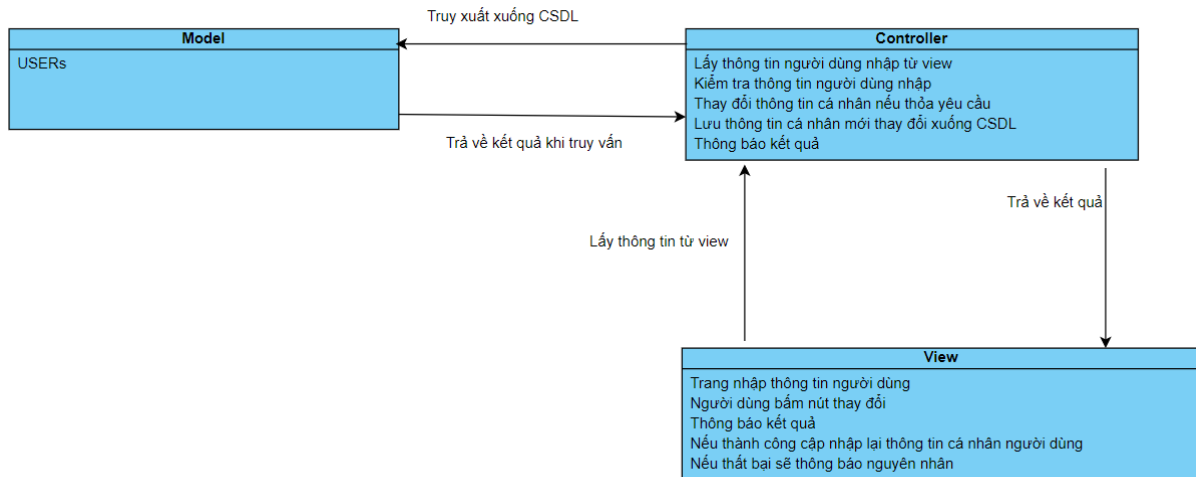 Truy xuất xuống CSDL
Model
USERs
Controller
Lấy thông tin người dùng nhập từ view
Kiểm tra thông tin người dùng nhập
Thay đổi thông tin cá nhân nếu thỏa yêu cầu
Lưu thông tin cá nhân mới thay đổi xuống CSDL
Thông báo kết quả
Trả về kết quả khi truy vấn
Trả về kết quả
Lấy thông tin từ view
View
Trang nhập thông tin người dùng
Người dùng bấm nút thay đổi
Thông báo kết quả
Nếu thành công cập nhập lại thông tin cá nhân người dùng
Nếu thất bại sẽ thông báo nguyên nhân